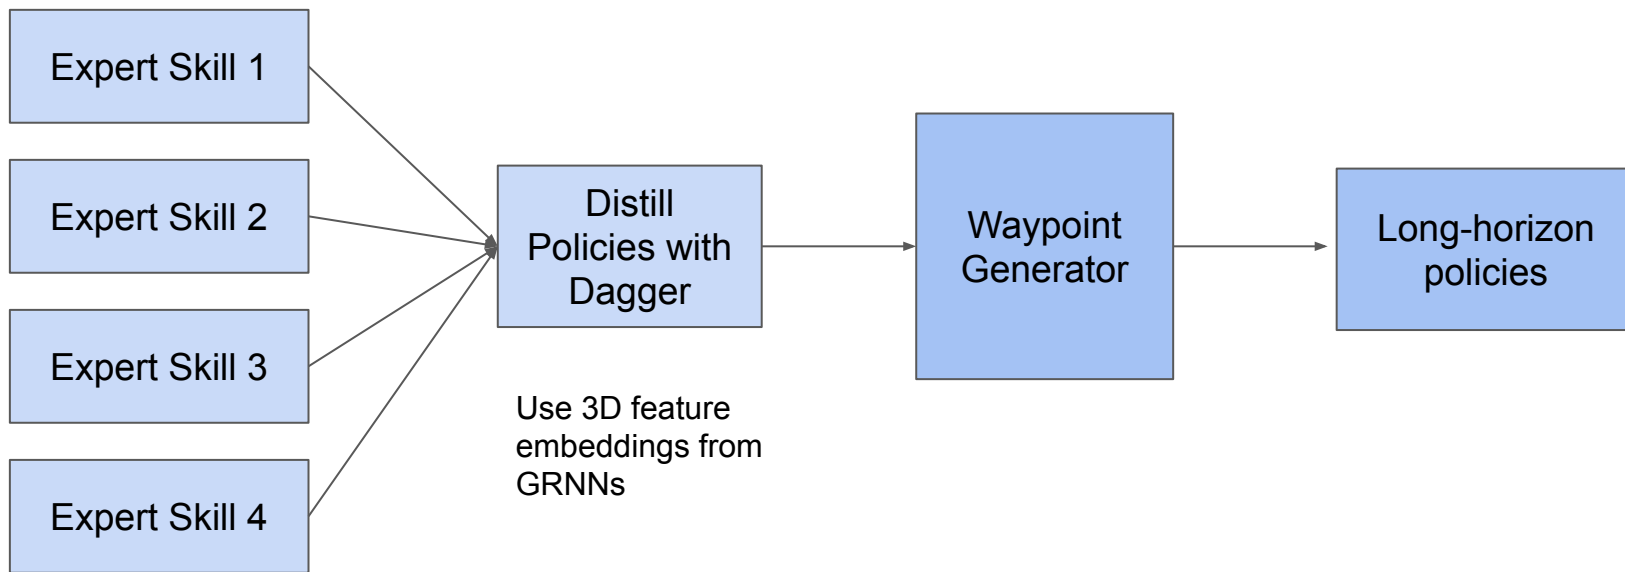 Expert Skill 1
Expert Skill 2
Expert Skill 3
Expert Skill 4
Distill
Policies with
Dagger
Use 3D feature
embeddings from
GRNNs
Waypoint
Generator
Long-horizon
policies